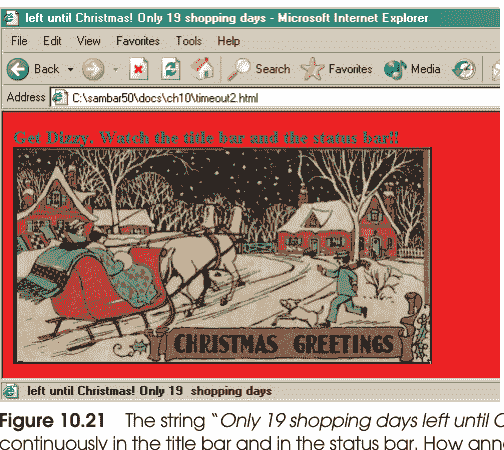 left until Christmas! Only 19 shopping days - Microsoft Internet Explorer
File Edit View Favorites Tools Help
Back Search Favorites Media
Address C:\sambar50\docs\ch10\timeout2.html
Get Dizzy. Watch the title bar and the status bar!!
CHRISTMAS GREETINGS
left until Christmas! Only 19 shopping days
Figure 10.21 The string "Only 19 shopping days left until C
continuously in the title bar and in the status bar. How ann